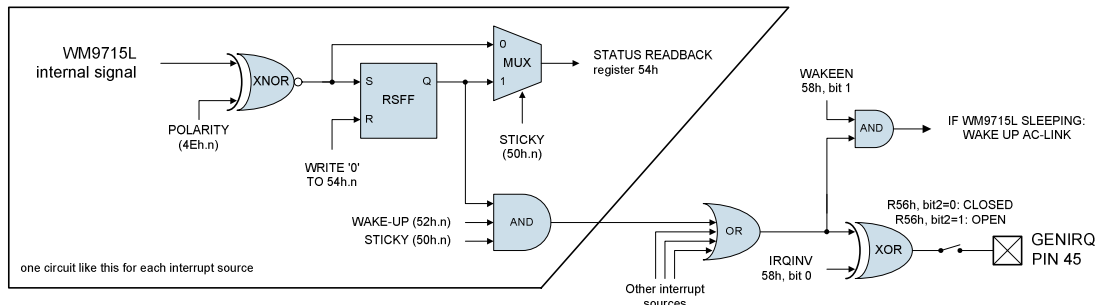 WM9715L
internal signal
XNOR
POLARITY
(4Eh.n)
S
Q
RSFF
R
WRITE '0'
TO 54h.n
0
MUX
1
STATUS READBACK
register 54h
STICKY
(50h.n)
WAKE-UP (52h.n)
STICKY (50h.n)
AND
one circuit like this for each interrupt source
WAKEEN
58h, bit 1
AND
IF WM9715L SLEEPING:
WAKE UP AC-LINK
OR
Other interrupt
sources
R56h, bit2=0: CLOSED
R56h, bit2=1: OPEN
IRQINV
58h, bit 0
XOR
GENIRQ
PIN 45